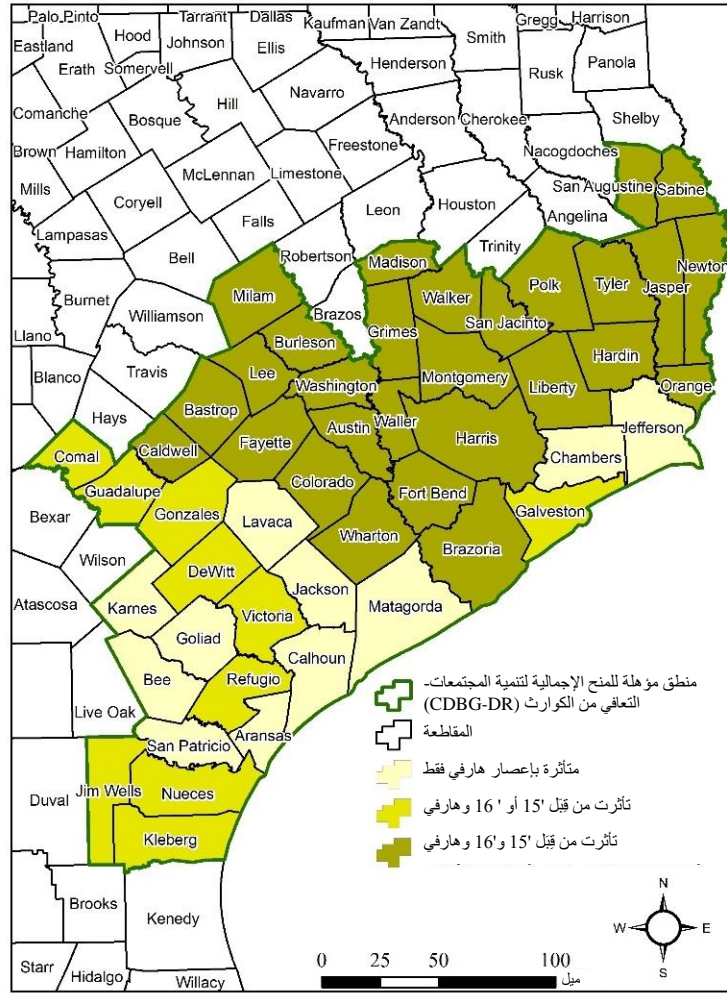 Palo Pinto
Tarrant
Dallas
Kaufman
Van Zandt
Gregg
Harrison
Hood
Johnson
Ellis
Smith
Eastland
Erath
Somervell
Henderson
Rusk
Panola
Navarro
Hill
Comanche
Bosque
Anderson
Cherokee
Shelby
Freestone
Nacogdoches
Brown
Hamilton
McLennan
Limestone
San Augustine
Sabine
Mills
Coryell
Leon
Houston
Angelina
Falls
Lampasas
Trinity
Bell
Robertson
Madison
Newton
Polk
Tyler
Jasper
Burnet
Milam
Walker
Williamson
Brazos
San Jacinto
Llano
Burleson
Grimes
Hardin
Travis
Lee
Blanco
Washington
Montgomery
Liberty
Orange
Bastrop
Hays
Austin
Waller
Jefferson
Harris
Caldwell
Fayette
Chambers
Comal
Colorado
Guadalupe
Fort Bend
Gonzales
Lavaca
Galveston
Bexar
Wharton
Brazoria
Wilson
DeWitt
Jackson
Matagorda
Atascosa
Karnes
Victoria
Goliad
Calhoun
Bee
Refugio
Live Oak
Aransas
San Patricio
Duval
Jim Wells
Nueces
Kleberg
Brooks
Kenedy
Starr
Hidalgo
Willacy
منطق مؤهلة للمنح الإجمالية لتنمية المجتمعات-
التعافي من الكوارث (CDBG-DR)
المقاطعة
متأثرة بإعصار هارفي فقط
تأثرت من قِبَل '15 أو ' 16 وهارفي
تأثرت من قِبَل '15 و'16 وهارفي
N
W E
S
0 25 50 100
ميل